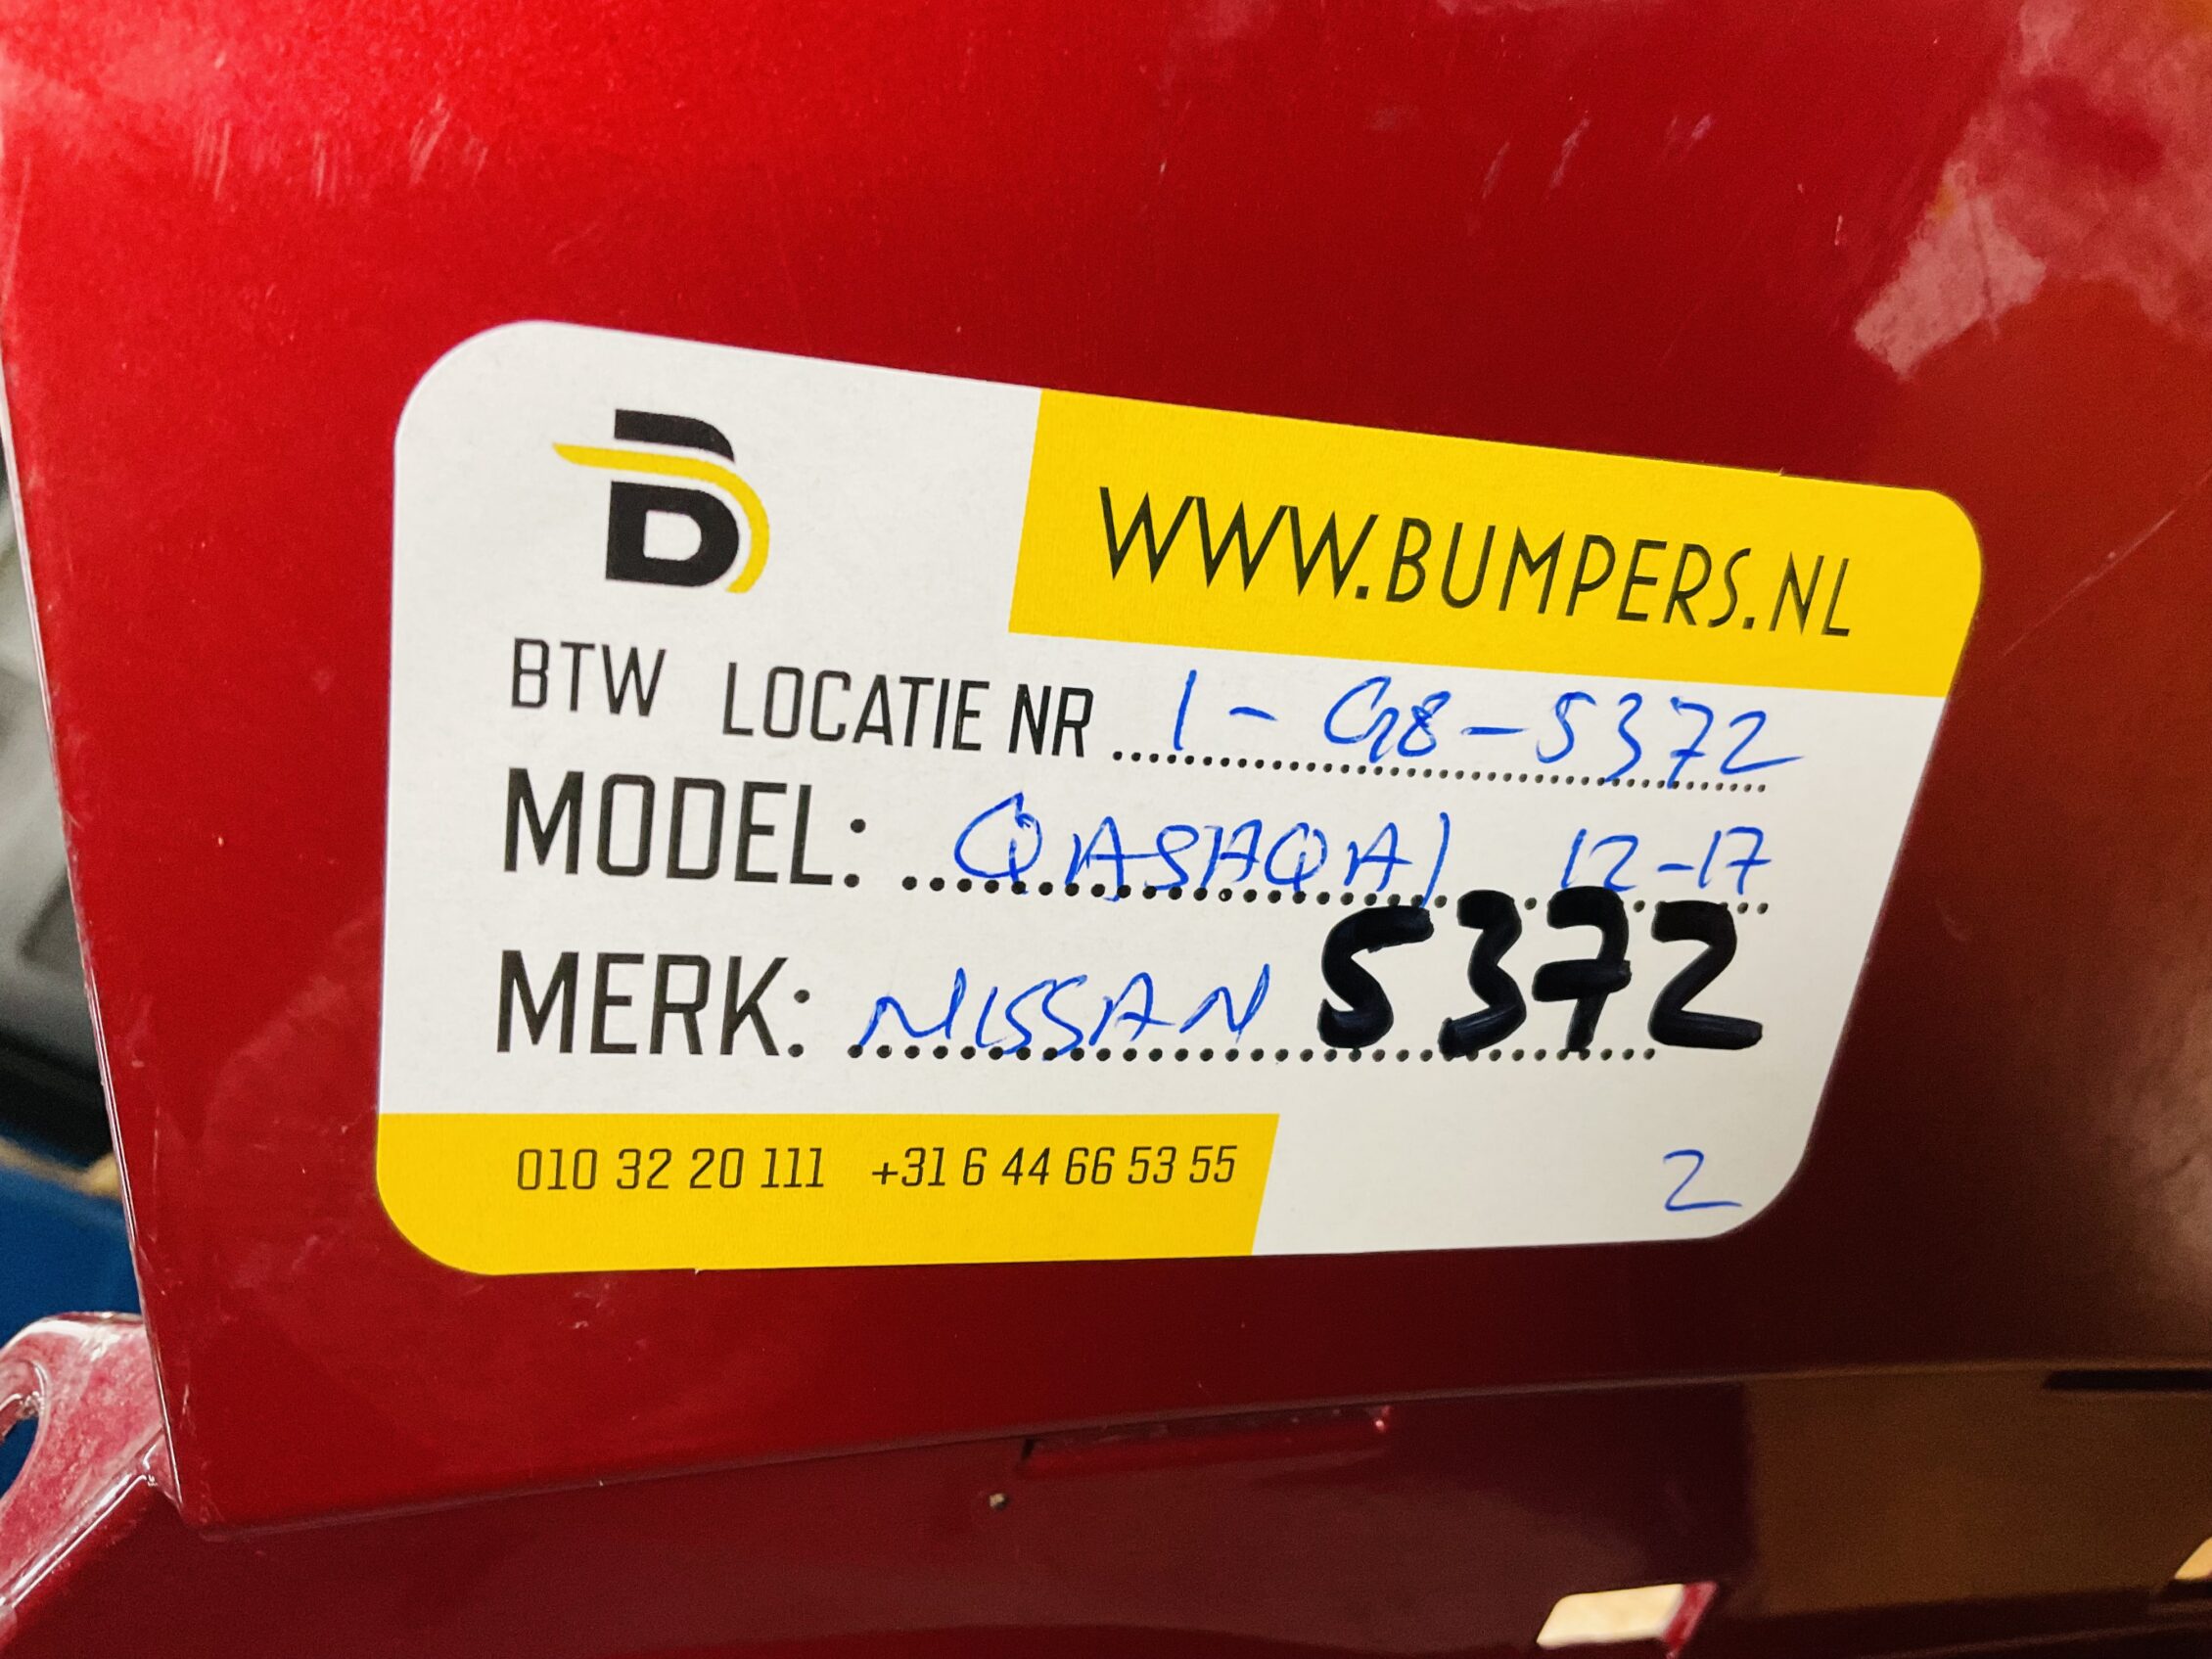 WWW.BUMPERS.NL
BTW LOCATIE NR 1 - G8 - 5372
MODEL: QASHQAI 12-17
MERK: NISSAN 5372
010 32 20 111 +31 6 44 66 53 55
2